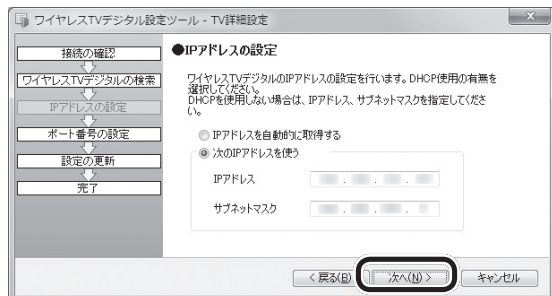 ワイヤレスTVデジタル設定ツール - TV詳細設定
接続の確認
ワイヤレスTVデジタルの検索
IPアドレスの設定
ポート番号の設定
設定の更新
完了
●IPアドレスの設定
ワイヤレスTVデジタルのIPアドレスの設定を行います。DHCP使用の有無を
選択してください。
DHCPを使用しない場合は、IPアドレス、サブネットマスクを指定してくださ
い。
IPアドレスを自動的に取得する
次のIPアドレスを使う
IPアドレス
サブネットマスク
< 戻る(B)
次へ(N) >
キャンセル